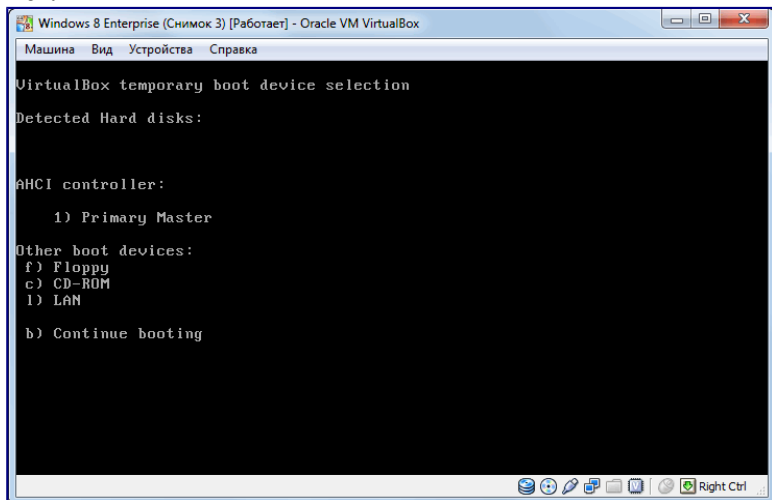 Windows 8 Enterprise (Снимок 3) [Работает] - Oracle VM VirtualBox
Машина Вид Устройства Справка
VirtualBox temporary boot device selection
Detected Hard disks:
AHCI controller:
1) Primary Master
Other boot devices:
f) Floppy
c) CD-ROM
l) LAN
b) Continue booting
Right Ctrl